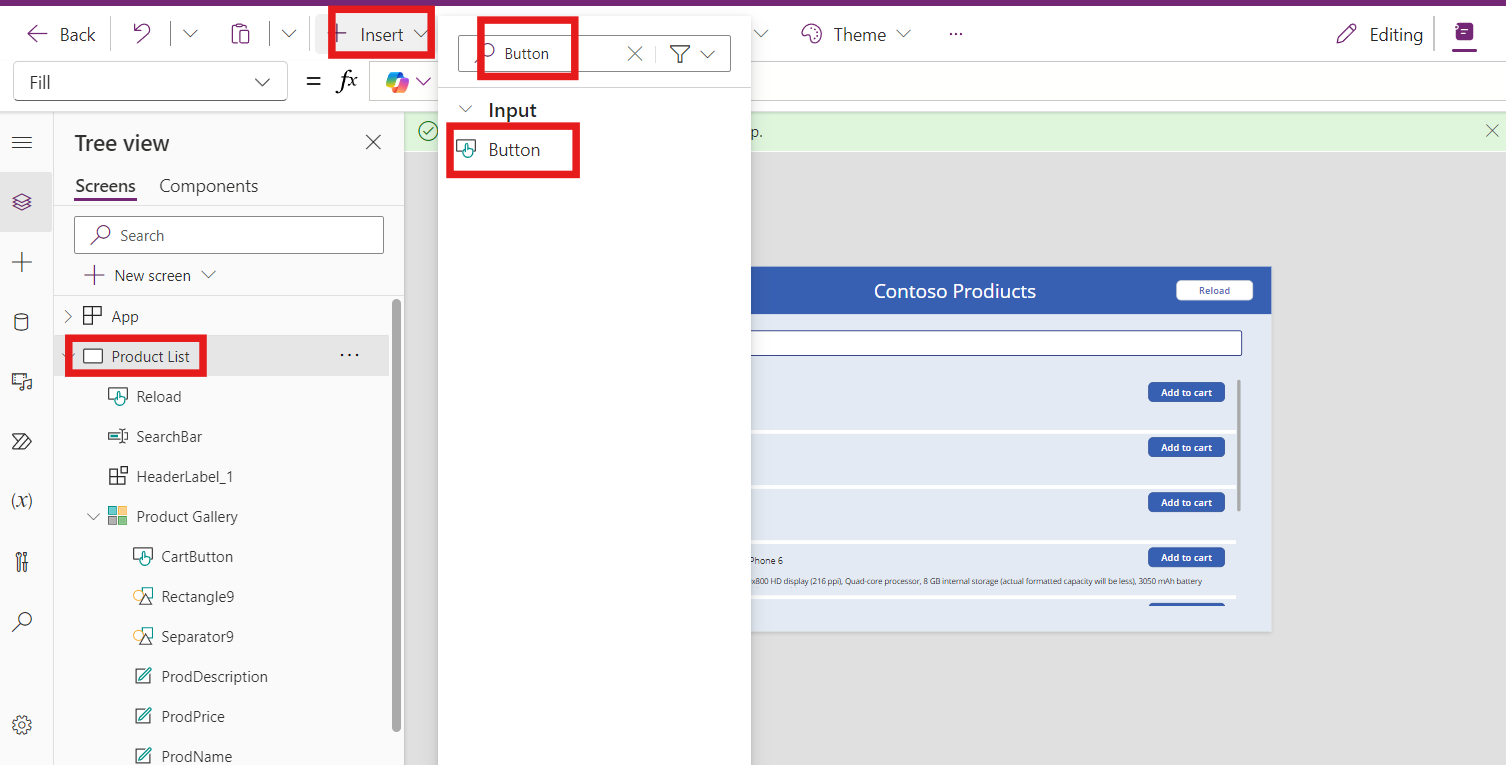 Back
Insert
Button
Theme
...
Editing
Fill
= fx
Input
Button
Tree view
p.
Screens
Components
Search
New screen
App
Product List
...
Reload
SearchBar
HeaderLabel_1
Product Gallery
CartButton
Rectangle9
Separator9
ProdDescription
ProdPrice
ProdName
(x)
Contoso Prodiucts
Reload
Add to cart
Add to cart
Add to cart
Phone 6
Add to cart
x800 HD display (216 ppi), Quad-core processor, 8 GB internal storage (actual formatted capacity will be less), 3050 mAh battery